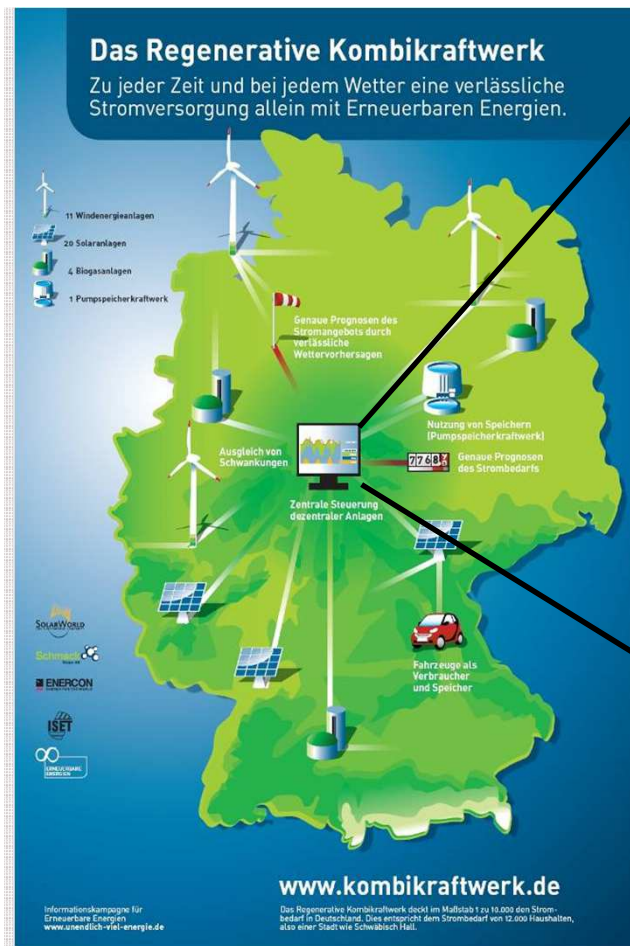 Das Regenerative Kombikraftwerk
Zu jeder Zeit und bei jedem Wetter eine verlässliche
Stromversorgung allein mit Erneuerbaren Energien.
11 Windenergieanlagen
20 Solaranlagen
4 Biogasanlagen
1 Pumpspeicherkraftwerk
Genaue Prognosen des
Stromangebots durch
verlässliche
Wettervorhersagen
Nutzung von Speichern
(Pumpspeicherkraftwerk)
Ausgleich von
Schwankungen
7768
Genaue Prognosen
des Strombedarfs
Zentrale Steuerung
dezentraler Anlagen
Fahrzeuge als
Verbraucher
und Speicher
SOLARWORLD
Schmack
ENERCON
ISET
ERNEUERBARE
ENERGIEN
www.kombikraftwerk.de
Informationskampagne für
Erneuerbare Energien
www.unendlich-viel-energie.de
Das Regenerative Kombikraftwerk deckt im Maßstab 1 zu 10.000 den Strom-
bedarf in Deutschland. Dies entspricht dem Strombedarf von 12.000 Haushalten,
also einer Stadt wie Schwäbisch Hall.